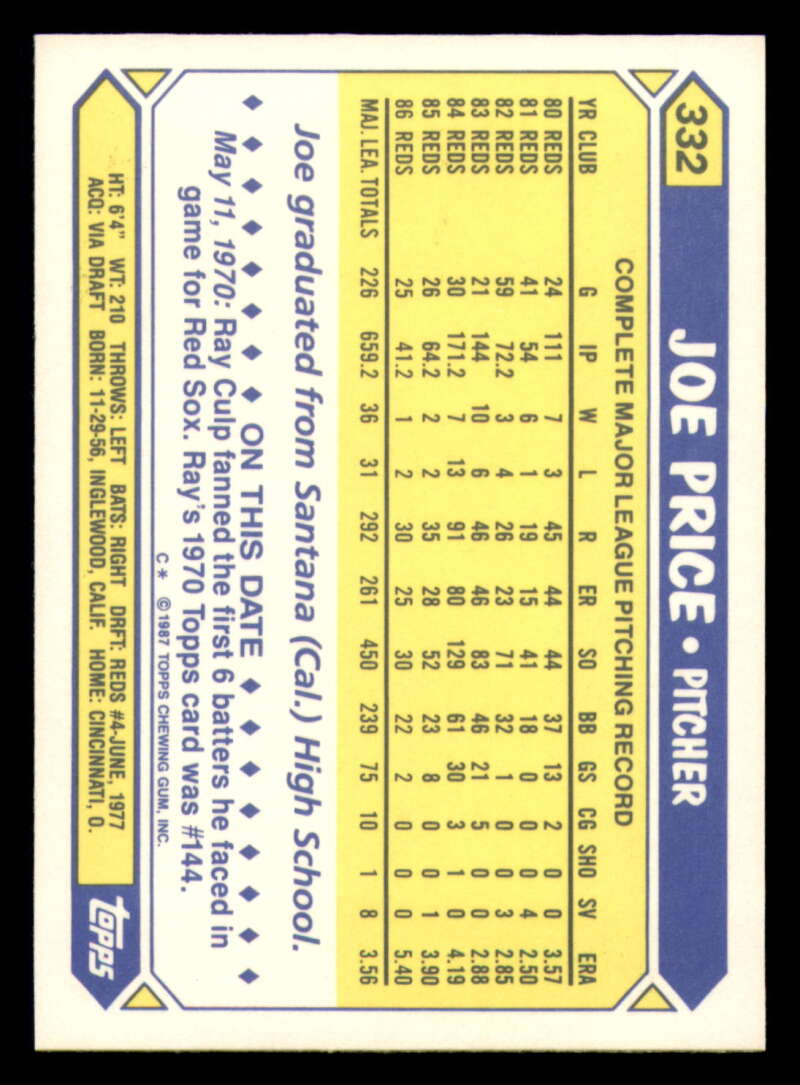 332
JOE PRICE • PITCHER
COMPLETE MAJOR LEAGUE PITCHING RECORD
YR CLUB G IP W L R ER SO BB GS CG SHO SV ERA
80 REDS 24 111 7 3 45 44 44 37 13 2 0 0 3.57
81 REDS 41 54 6 1 19 15 41 18 0 0 0 4 2.50
82 REDS 59 72.2 3 4 26 23 71 32 1 0 0 3 2.85
83 REDS 21 144 10 6 46 46 83 46 21 5 0 0 2.88
84 REDS 30 171.2 7 13 91 80 129 61 30 3 1 0 4.19
85 REDS 26 64.2 2 2 35 28 52 23 8 0 0 1 3.90
86 REDS 25 41.2 1 2 30 25 30 22 2 0 0 0 5.40
MAJ. LEA. TOTALS 226 659.2 36 31 292 261 450 239 75 10 1 8 3.56
Joe graduated from Santana (Cal.) High School.
♦ ♦ ♦ ♦ ♦ ♦ ♦ ♦ ON THIS DATE ♦ ♦ ♦ ♦ ♦ ♦ ♦ ♦
May 11, 1970: Ray Culp fanned the first 6 batters he faced in
game for Red Sox. Ray's 1970 Topps card was #144.
C* ©1987 TOPPS CHEWING GUM, INC.
HT: 6'4" WT: 210 THROWS: LEFT BATS: RIGHT DRFT: REDS #4-JUNE, 1977
ACQ: VIA DRAFT BORN: 11-29-56, INGLEWOOD, CALIF. HOME: CINCINNATI, O.
topps